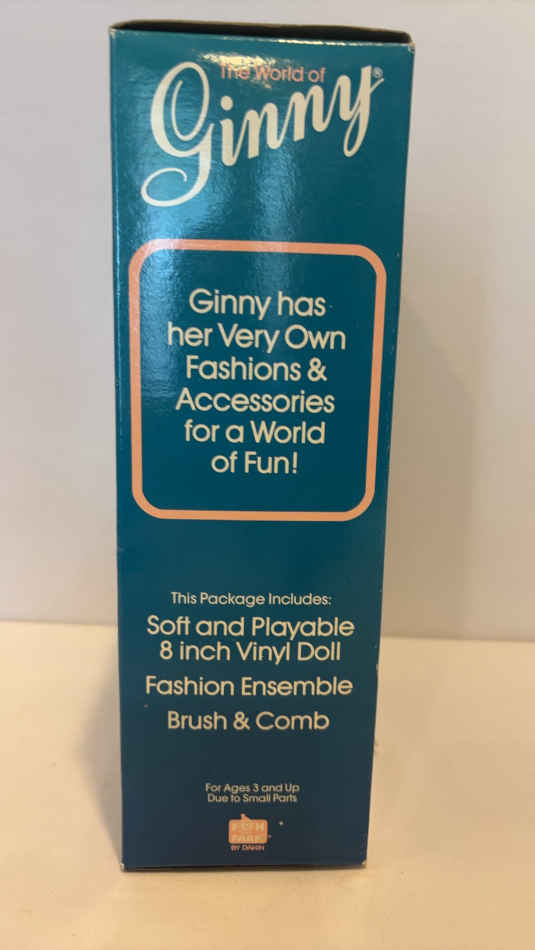 The World of
Ginny®
Ginny has
her Very Own
Fashions &
Accessories
for a World
of Fun!
This Package Includes:
Soft and Playable
8 inch Vinyl Doll
Fashion Ensemble
Brush & Comb
For Ages 3 and Up
Due to Small Parts
BY DAKIN